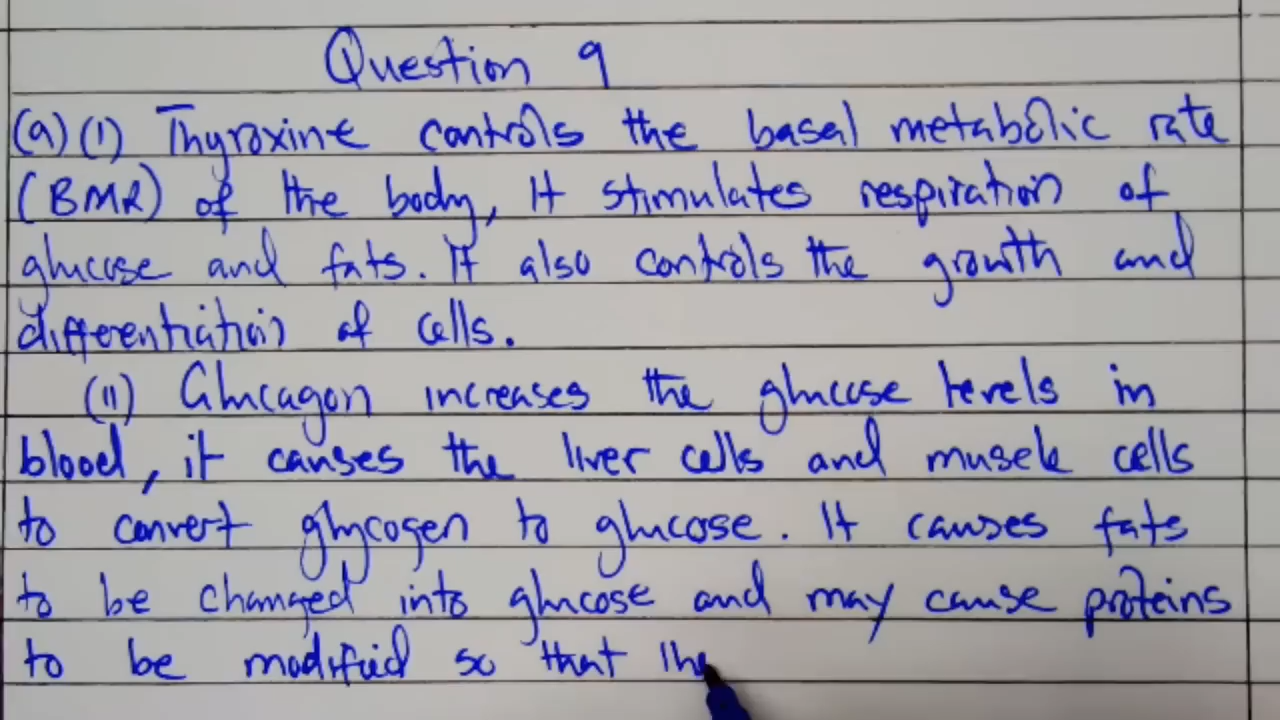 Question 9
(a)(i) Thyroxine controls the basal metabolic rate
(BMR) of the body, It stimulates respiration of
glucose and fats. It also controls the growth and
differentiation of cells.
(ii) Glucagon increases the glucose levels in
blood, it causes the liver cells and muscle cells
to convert glycogen to glucose. It causes fats
to be changed into glucose and may cause proteins
to be modified so that the